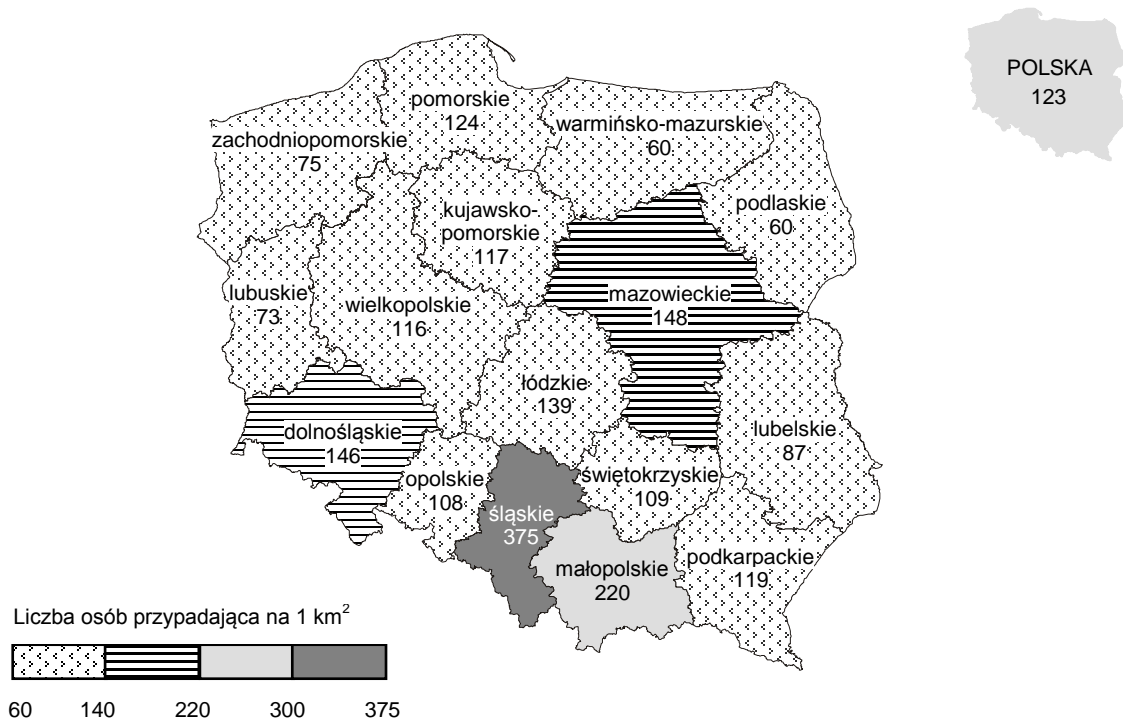 POLSKA
123
pomorskie
124
zachodniopomorskie
75
warmińsko-mazurskie
60
podlaskie
60
kujawsko-
pomorskie
117
lubuskie
73
wielkopolskie
116
mazowieckie
148
łódzkie
139
dolnośląskie
146
lubelskie
87
opolskie
108
śląskie
375
świętokrzyskie
109
małopolskie
220
podkarpackie
119
Liczba osób przypadająca na 1 km²
60 140 220 300 375